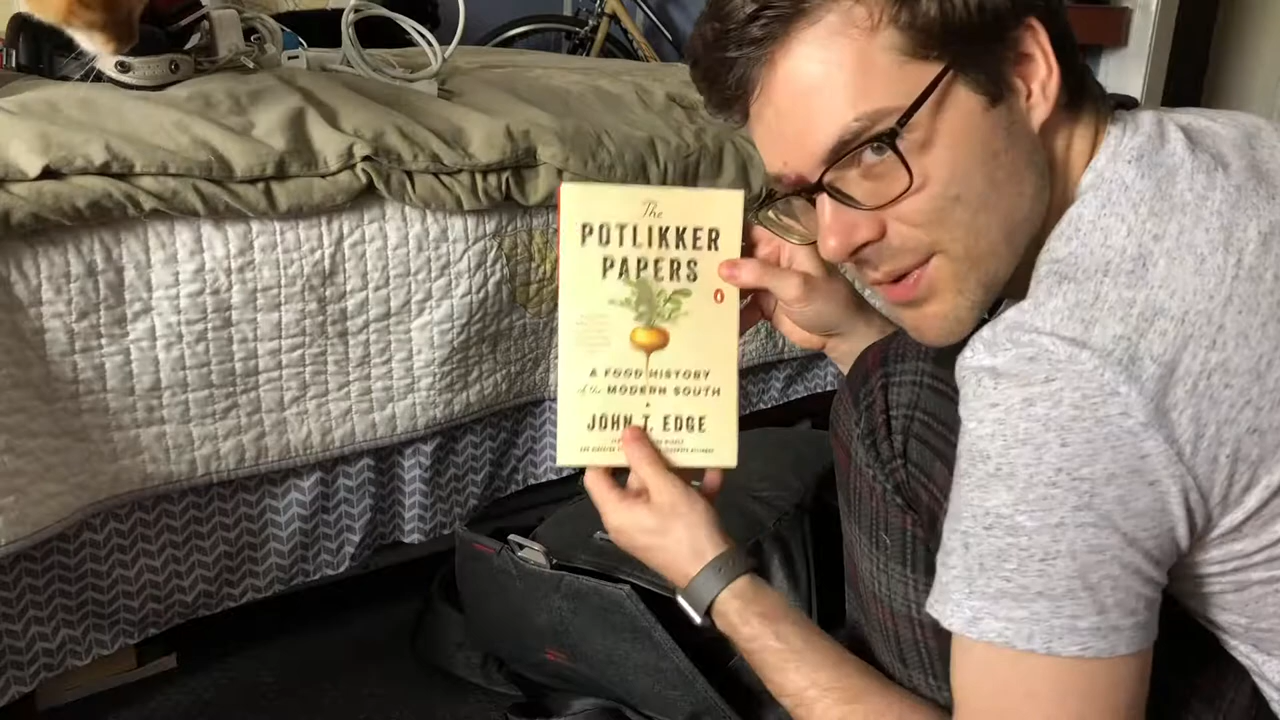 The
POTLIKKER
PAPERS
A FOOD HISTORY
of the MODERN SOUTH
JOHN T. EDGE